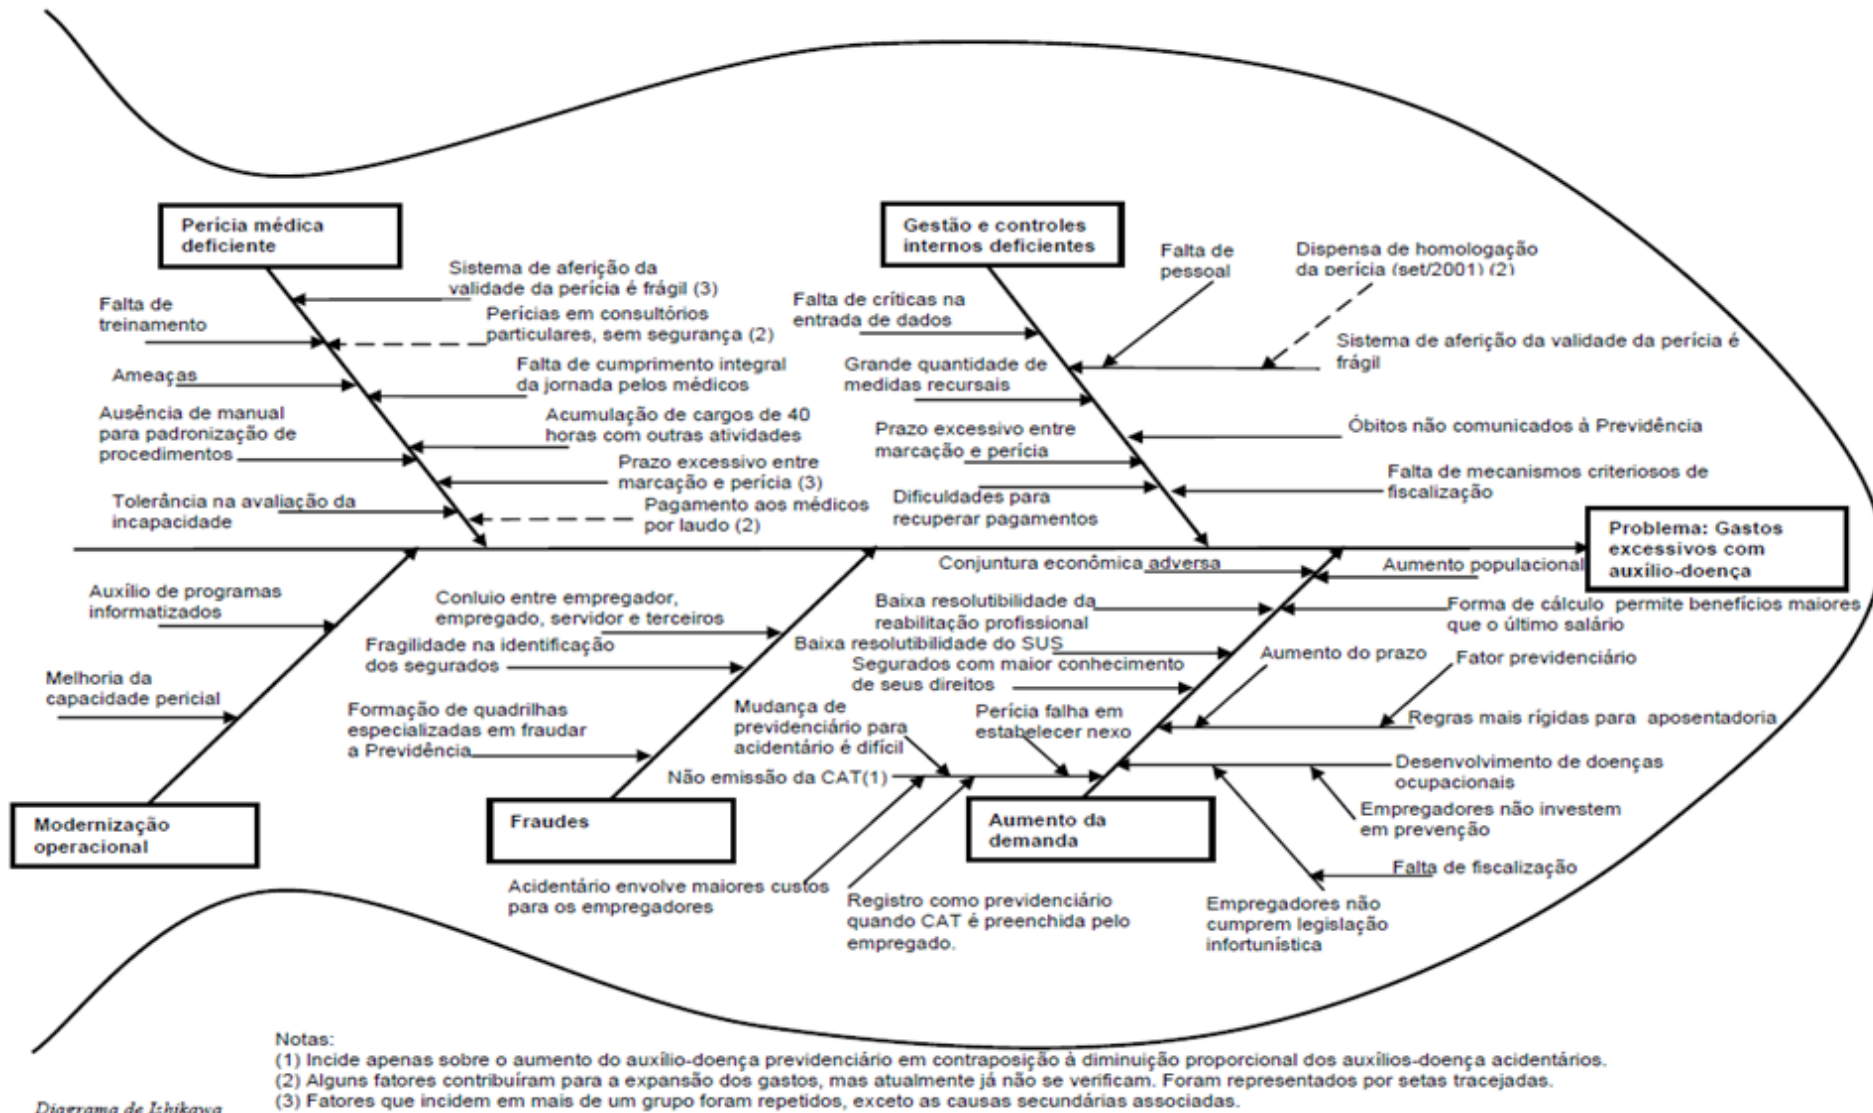 Perícia médica
deficiente
Sistema de aferição da
validade da perícia é frágil (3)
Falta de
treinamento
Perícias em consultórios
particulares, sem segurança (2)
Ameaças
Falta de cumprimento integral
da jornada pelos médicos
Ausência de manual
para padronização de
procedimentos
Acumulação de cargos de 40
horas com outras atividades
Prazo excessivo entre
marcação e perícia (3)
Tolerância na avaliação da
incapacidade
Pagamento aos médicos
por laudo (2)
Gestão e controles
internos deficientes
Falta de
pessoal
Dispensa de homologação
da perícia (set/2001) (2)
Falta de críticas na
entrada de dados
Sistema de aferição da validade da perícia é
frágil
Grande quantidade de
medidas recursais
Óbitos não comunicados à Previdência
Prazo excessivo entre
marcação e perícia
Falta de mecanismos criteriosos de
fiscalização
Dificuldades para
recuperar pagamentos
Problema: Gastos
excessivos com
auxílio-doença
Auxílio de programas
informatizados
Melhoria da
capacidade pericial
Modernização
operacional
Conluio entre empregador,
empregado, servidor e terceiros
Fragilidade na identificação
dos segurados
Formação de quadrilhas
especializadas em fraudar
a Previdência
Fraudes
Conjuntura econômica adversa
Aumento populacional
Baixa resolutibilidade da
reabilitação profissional
Forma de cálculo permite benefícios maiores
que o último salário
Baixa resolutibilidade do SUS
Segurados com maior conhecimento
de seus direitos
Aumento do prazo
Fator previdenciário
Mudança de
previdenciário para
acidentário é difícil
Perícia falha em
estabelecer nexo
Regras mais rígidas para aposentadoria
Não emissão da CAT(1)
Desenvolvimento de doenças
ocupacionais
Empregadores não investem
em prevenção
Aumento da
demanda
Falta de fiscalização
Acidentário envolve maiores custos
para os empregadores
Registro como previdenciário
quando CAT é preenchida pelo
empregado.
Empregadores não
cumprem legislação
infortunística
Notas:
(1) Incide apenas sobre o aumento do auxílio-doença previdenciário em contraposição à diminuição proporcional dos auxílios-doença acidentários.
(2) Alguns fatores contribuíram para a expansão dos gastos, mas atualmente já não se verificam. Foram representados por setas tracejadas.
(3) Fatores que incidem em mais de um grupo foram repetidos, exceto as causas secundárias associadas.
Diagrama de Ishikawa